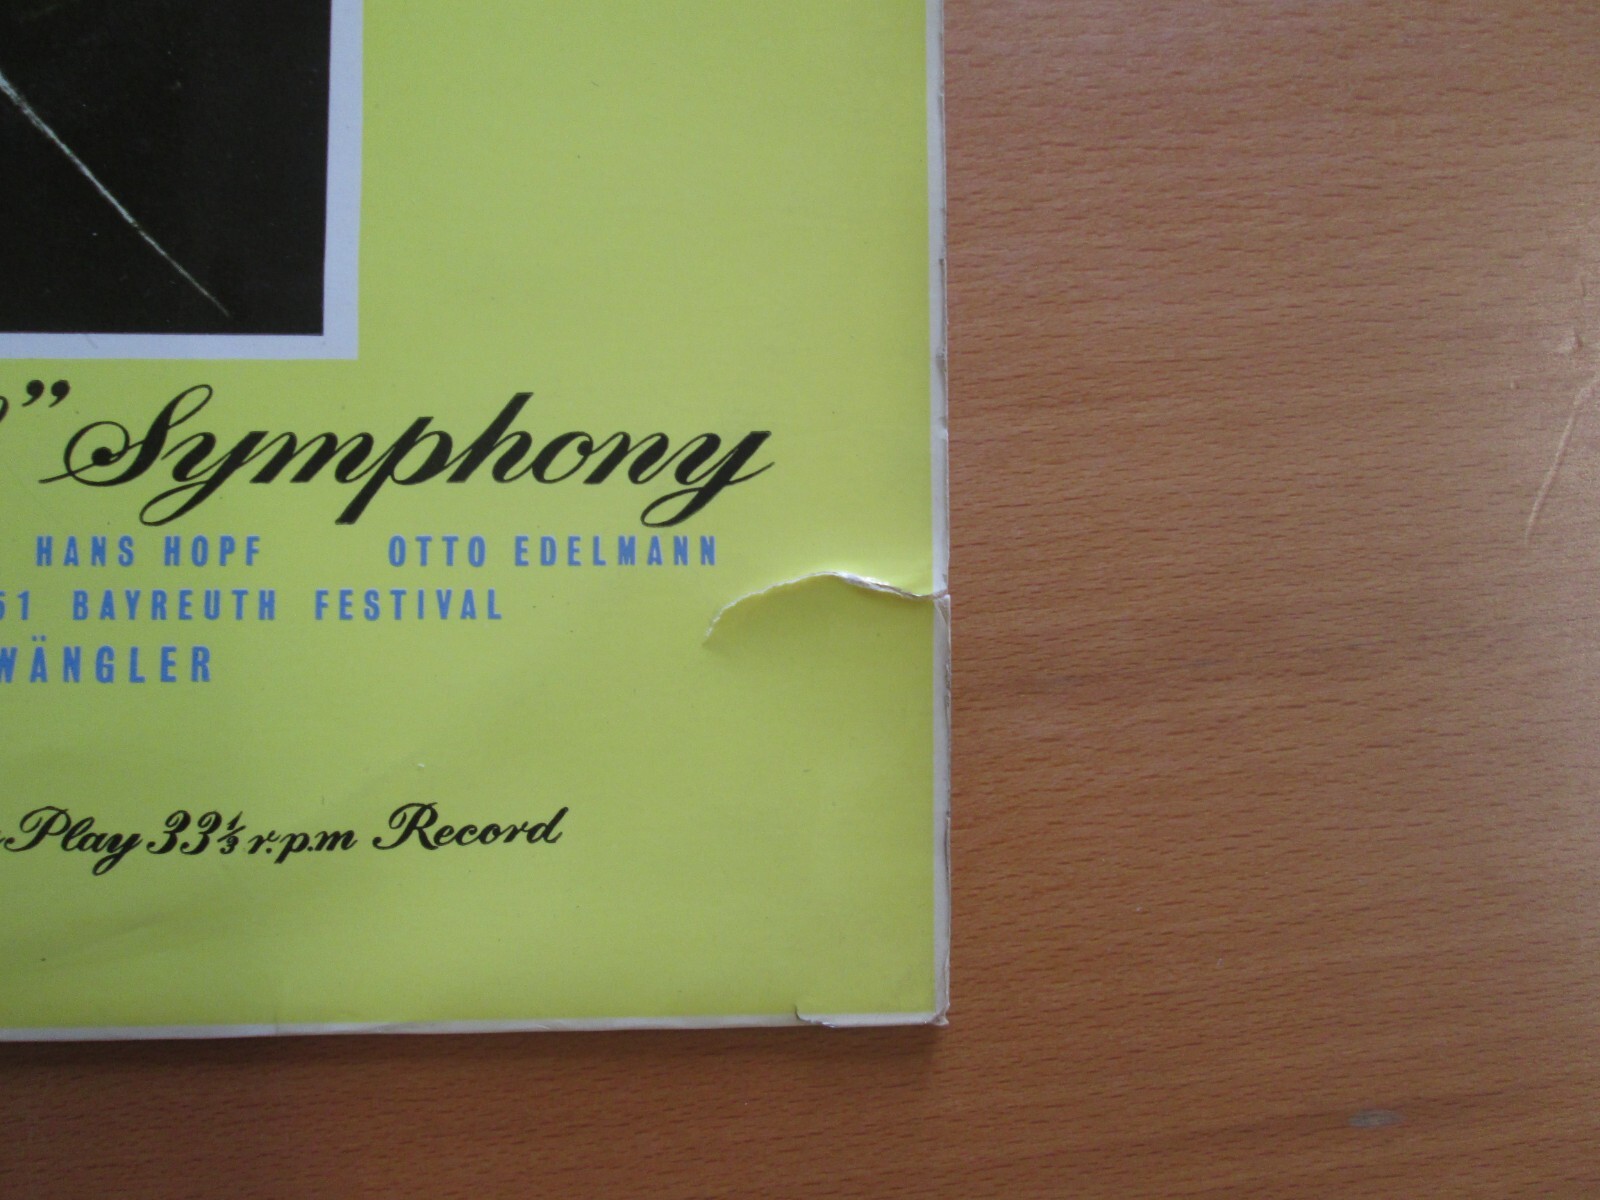 " Symphony
HANS HOPF OTTO EDELMANN
51 BAYREUTH FESTIVAL
WÄNGLER
Play 33⅓ r.p.m Record